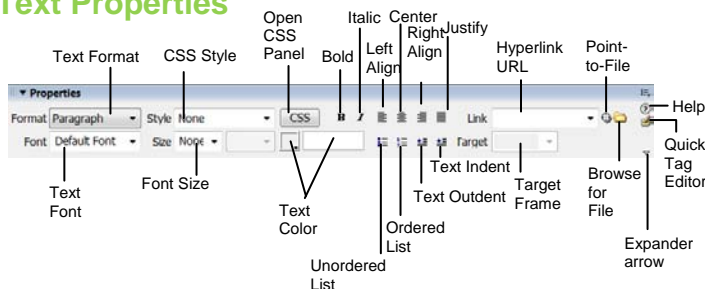 Text Properties
Open
CSS
Panel
Italic
Center
Justify
Text Format
CSS Style
Bold
Left
Align
Right
Align
Hyperlink
URL
Point-
to-File
Properties
Format Paragraph Style None CSS B I Link
Help
Font Default Font Size None Target
Quick
Tag
Editor
Text
Font
Font Size
Text
Color
Text Indent
Text Outdent
Target
Frame
Browse
for
File
Ordered
List
Unordered
List
Expander
arrow